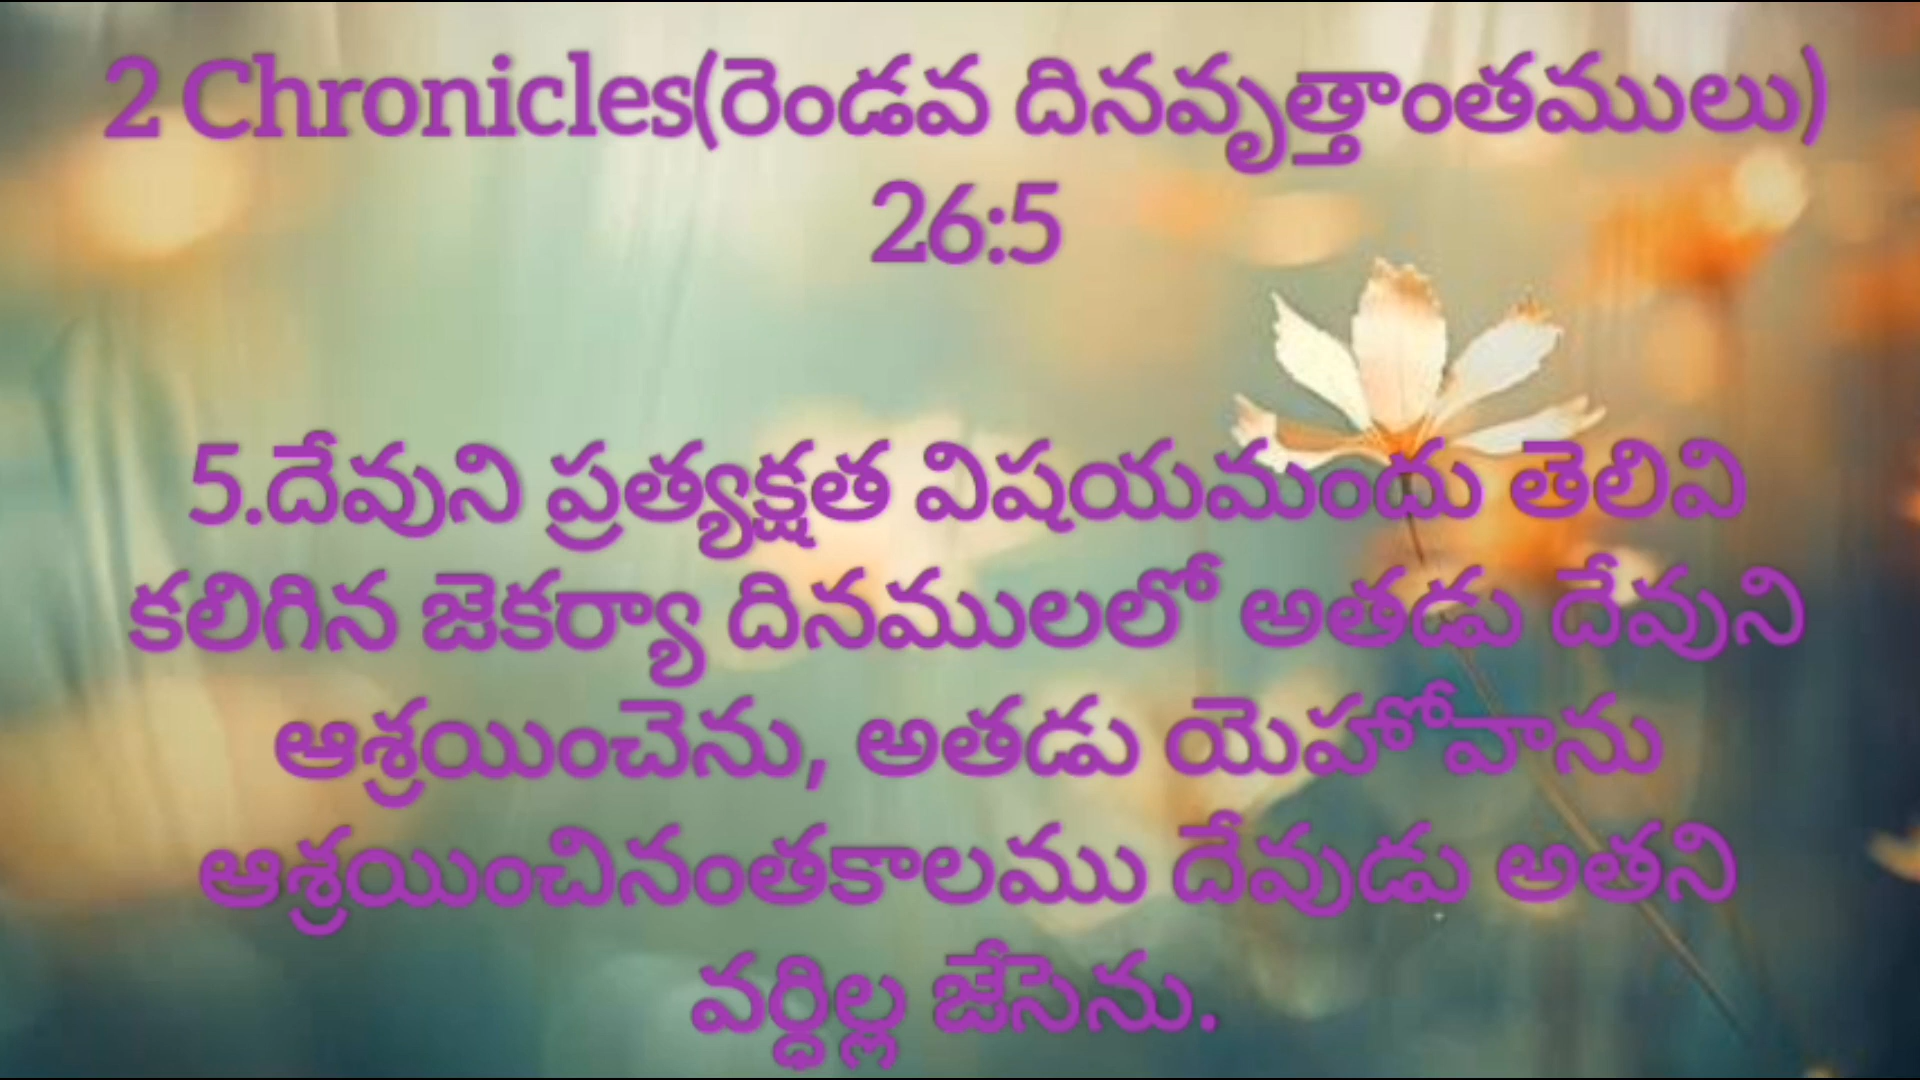 2 Chronicles(రెండవ దినవృత్తాంతములు)
26:5
5.దేవుని ప్రత్యక్షత విషయమందు తెలివి
కలిగిన జెకర్యా దినములలో అతడు దేవుని
ఆశ్రయించెను, అతడు యెహోవాను
ఆశ్రయించినంతకాలము దేవుడు అతని
వర్ధిల్ల జేసెను.